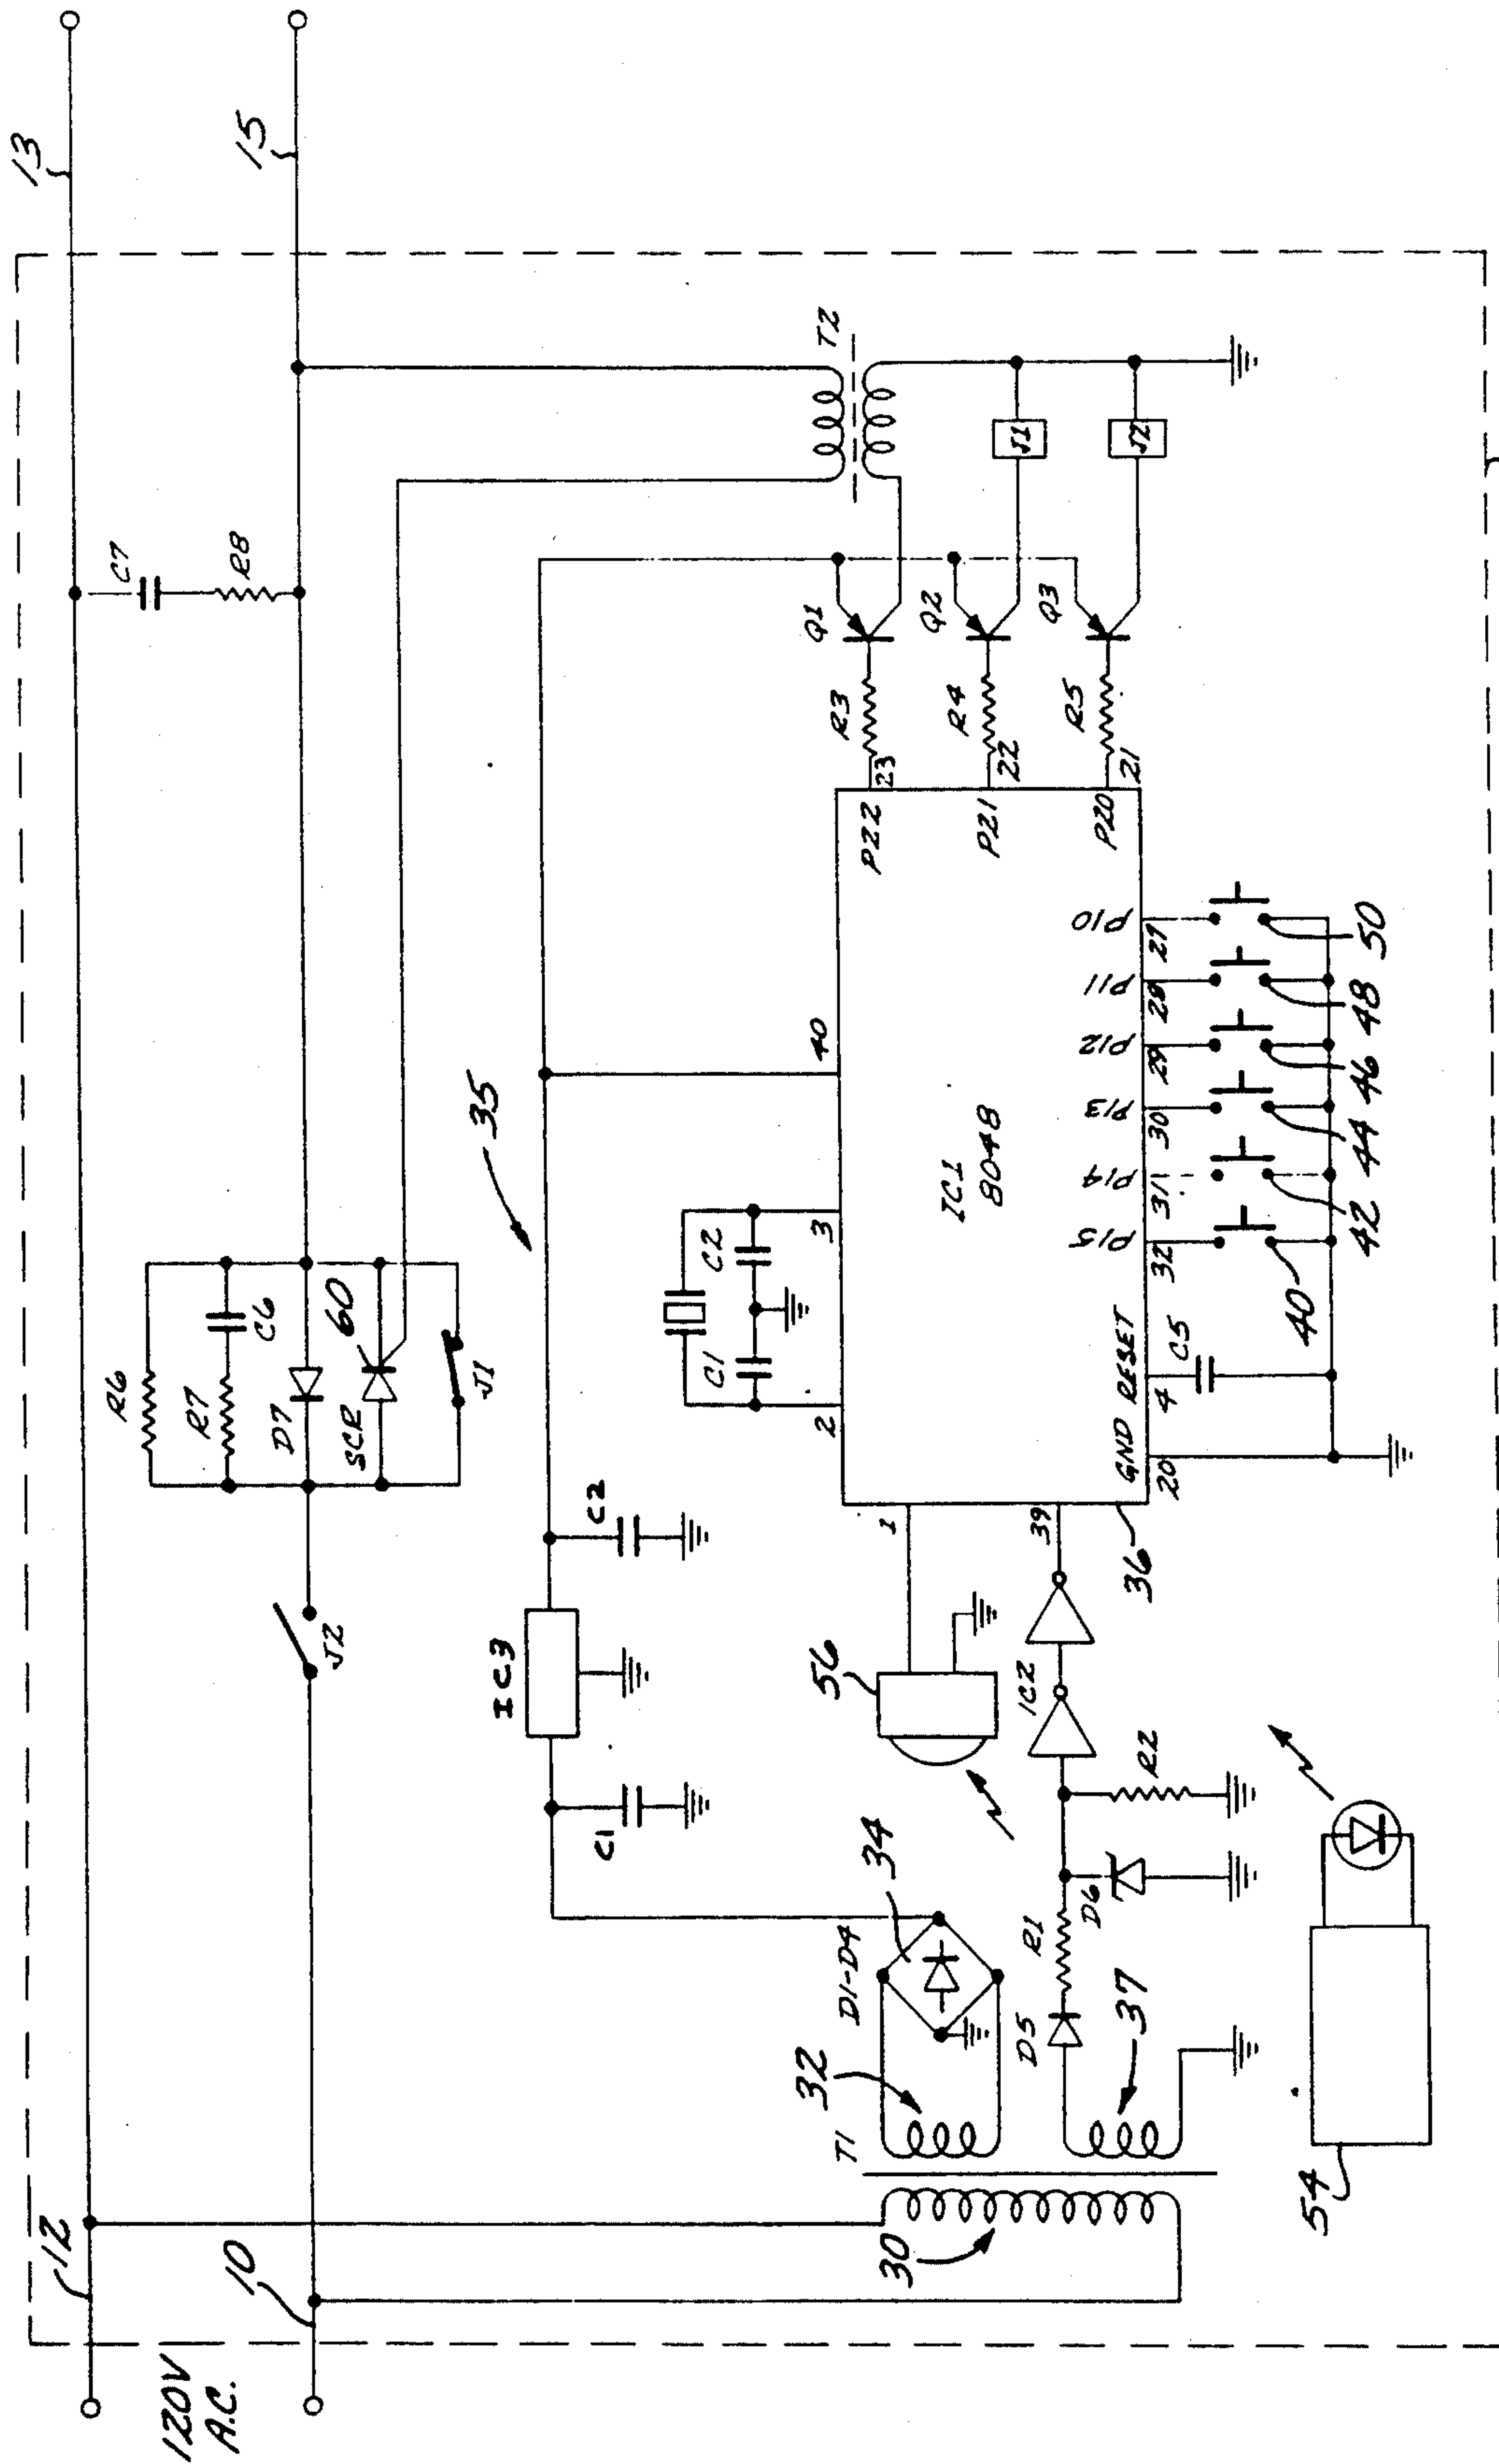 120V
A.C.
12
10
13
15
C7
R8
R6
R7
C6
D7
SCR
60
J1
J2
35
IC3
C1
C2
C1
C2
2
3
40
IC1
8048
36
1
39
GND
20
RESET
4
C5
P15
32
P14
31
P13
30
P12
29
P11
28
P10
27
40
42
44
46
48
50
P22
23
P21
22
P20
21
R3
R4
R5
Q1
Q2
Q3
T2
J1
J2
T1
30
32
34
D1-D4
37
D5
R1
D6
R2
IC2
56
54